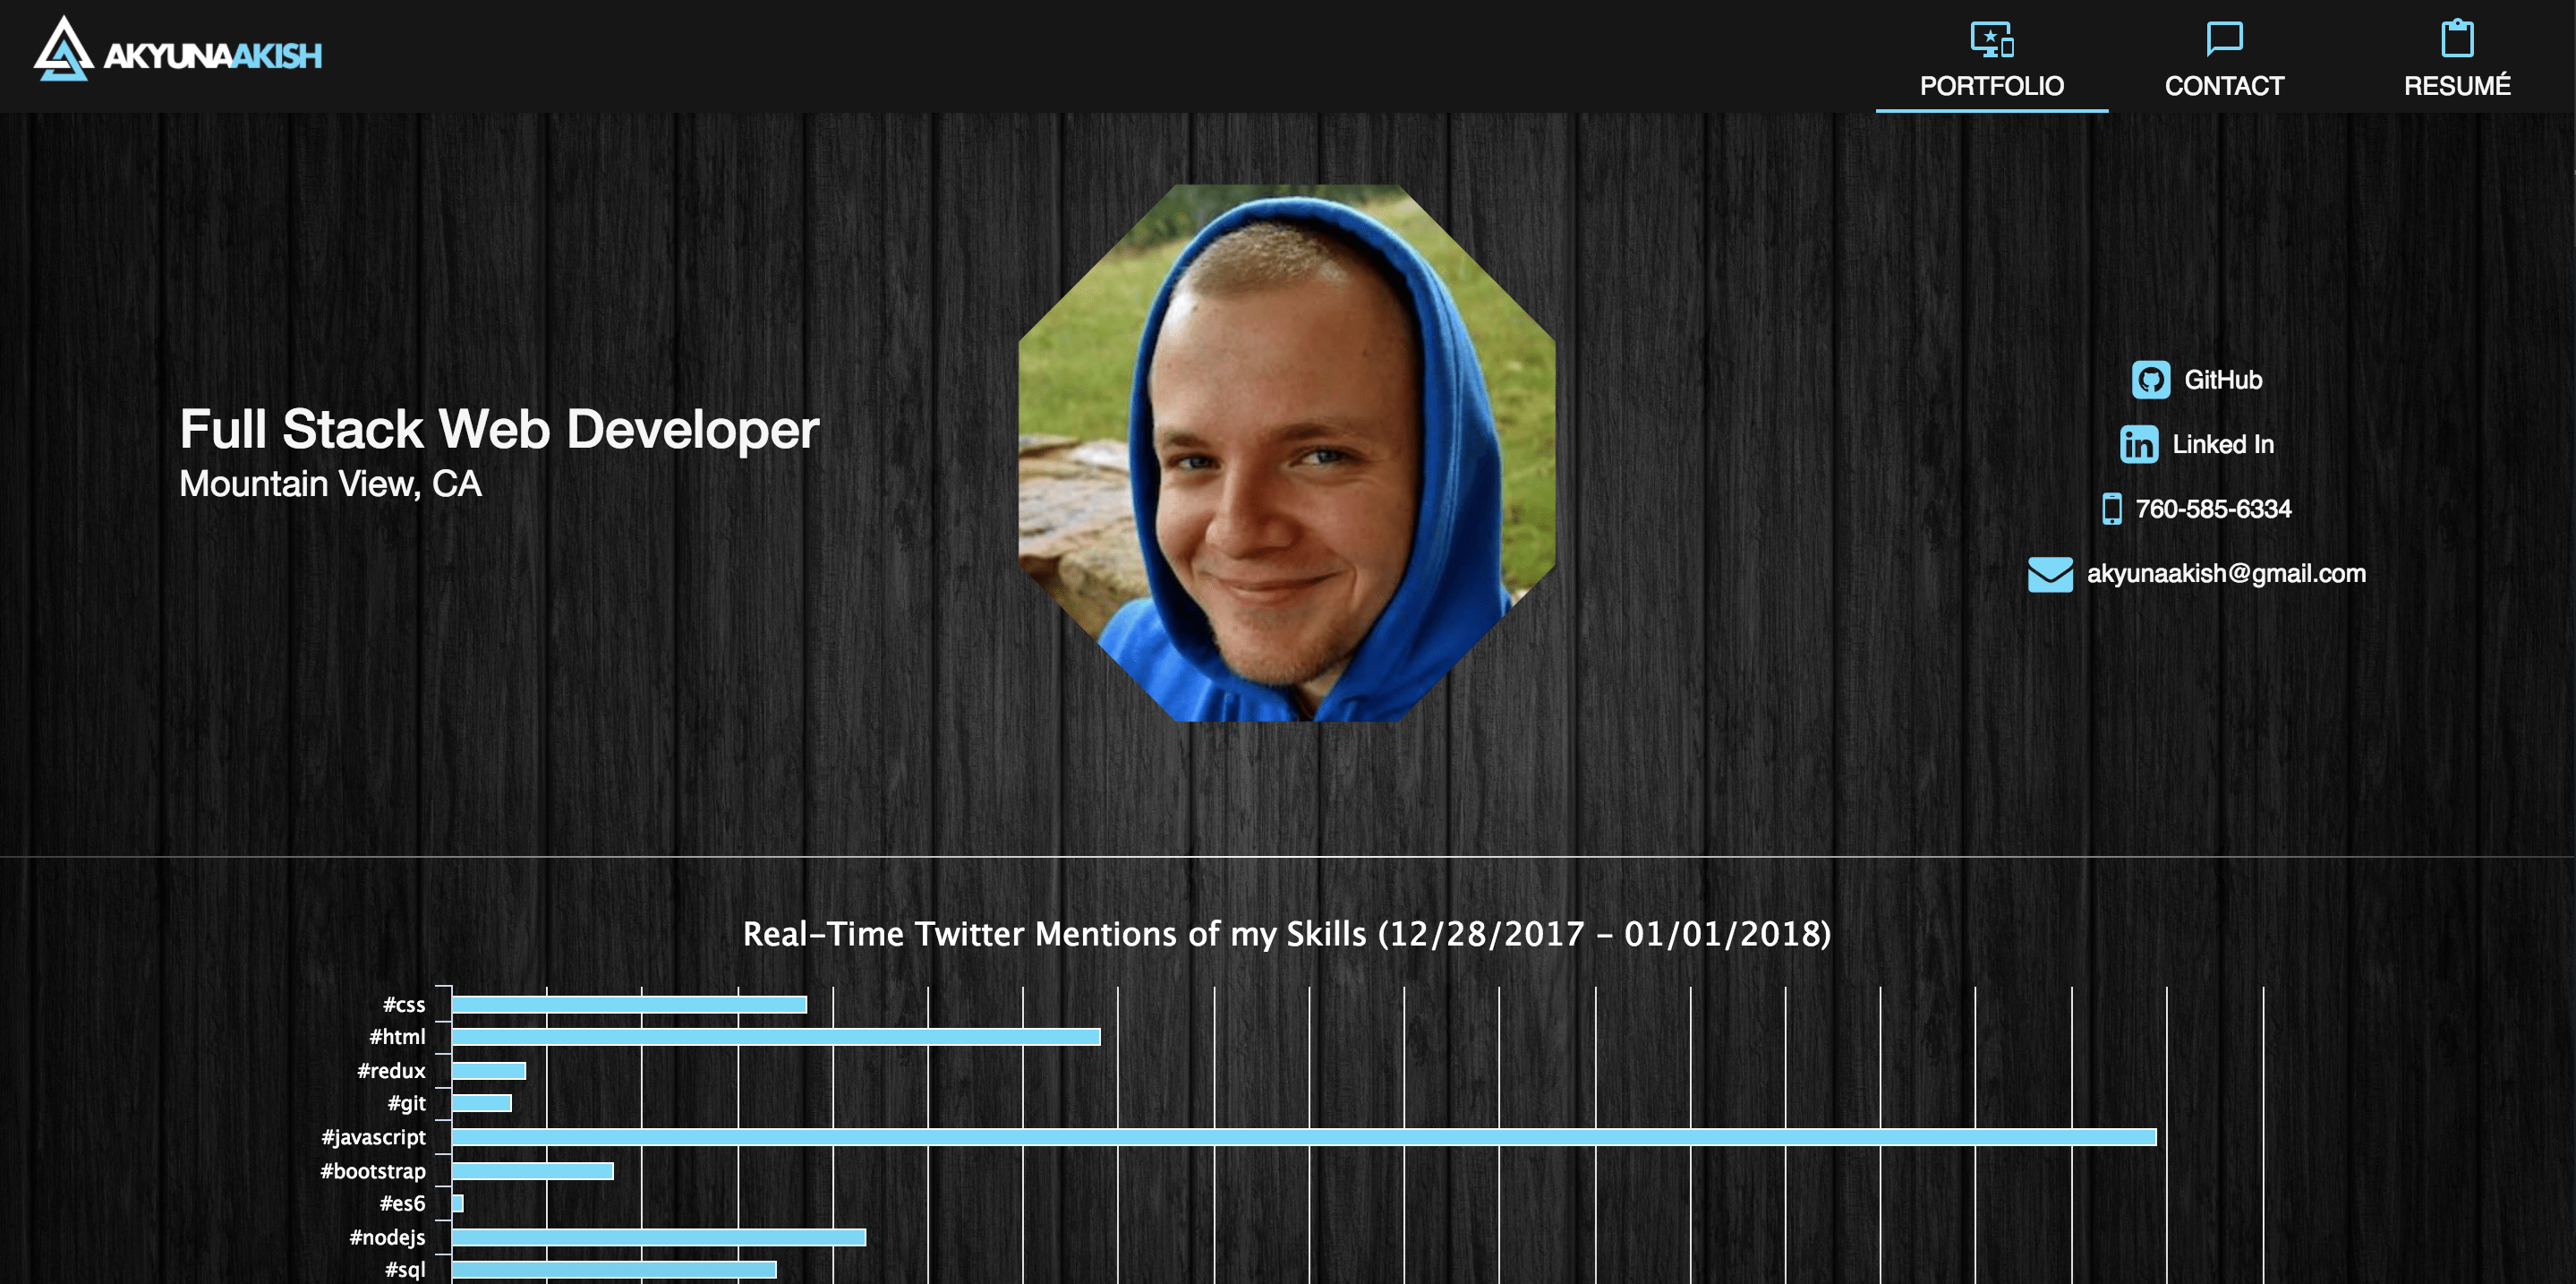 AKYUNAAKISH
PORTFOLIO
CONTACT
RESUMÉ
Full Stack Web Developer
Mountain View, CA
GitHub
Linked In
760-585-6334
akyunaakish@gmail.com
Real-Time Twitter Mentions of my Skills (12/28/2017 - 01/01/2018)
#css
#html
#redux
#git
#javascript
#bootstrap
#es6
#nodejs
#sql